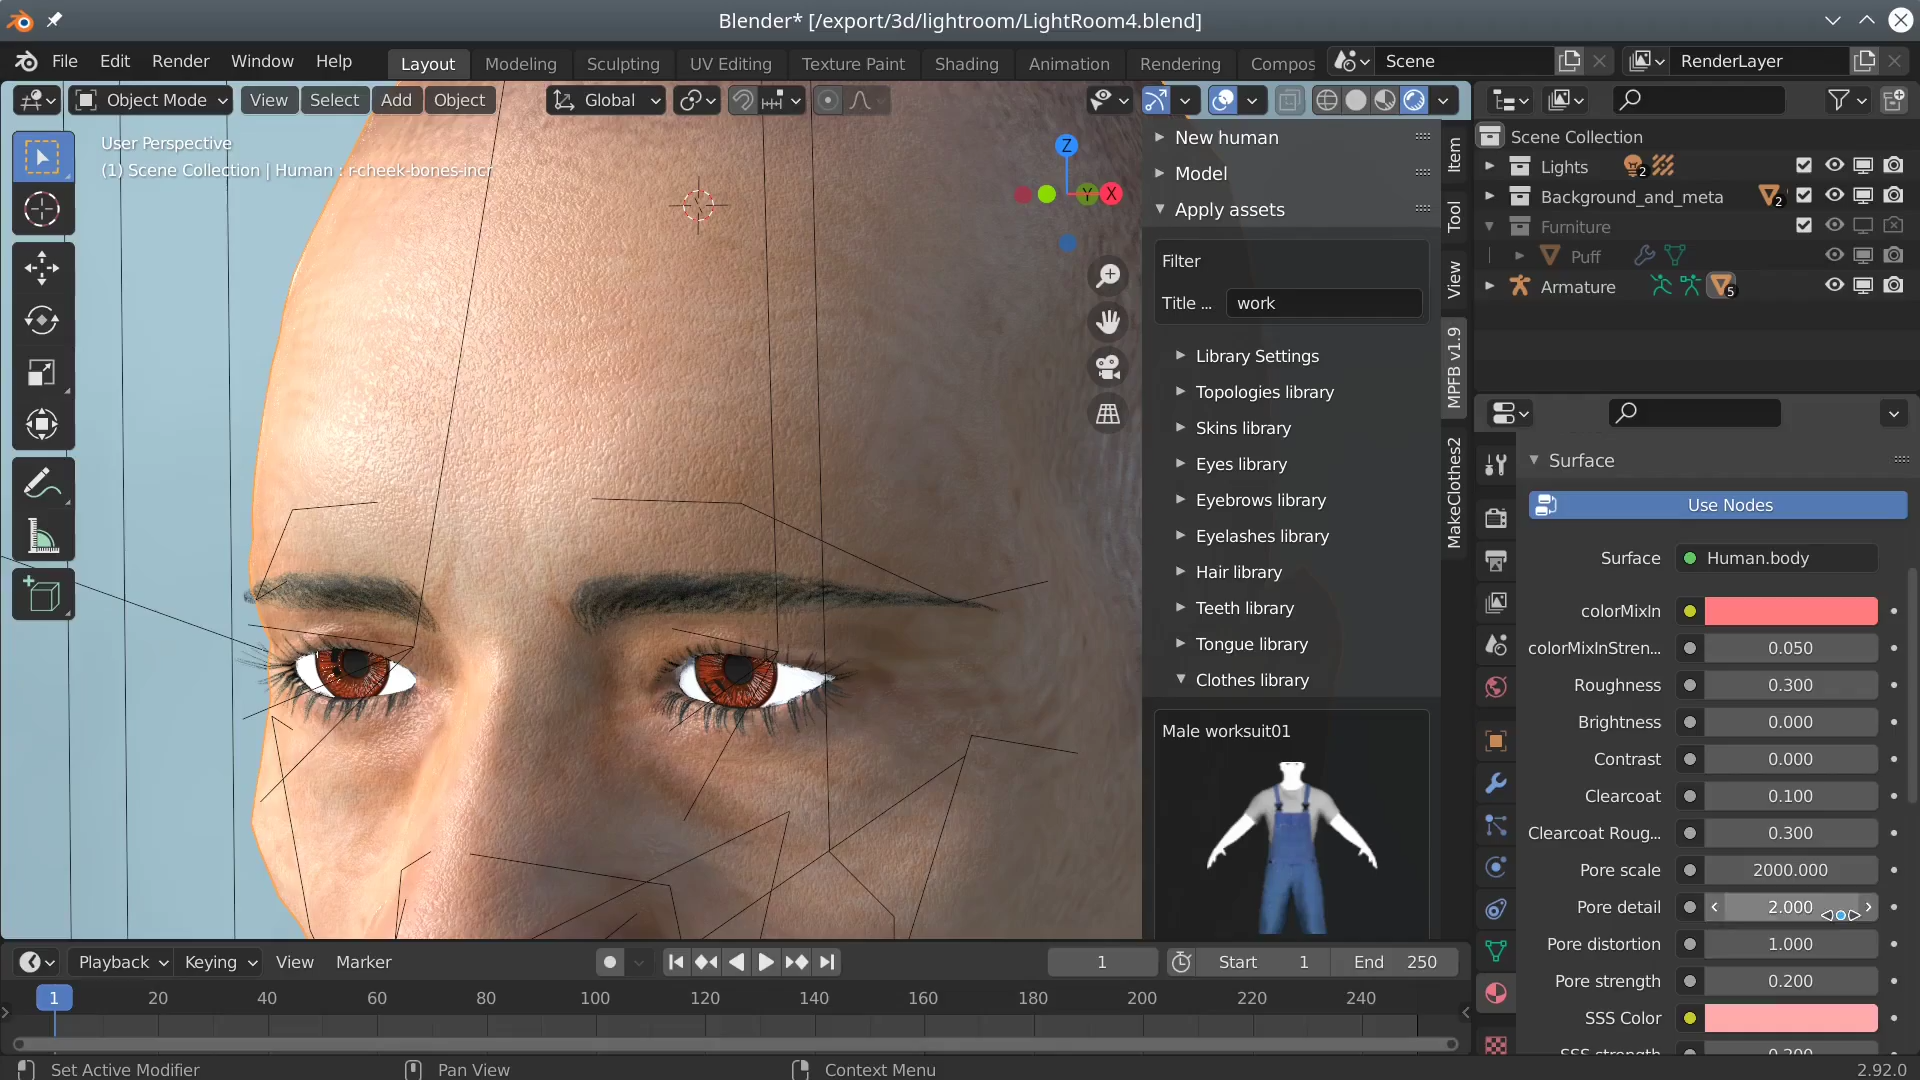 Blender* [/export/3d/lightroom/LightRoom4.blend]
File Edit Render Window Help Layout Modeling Sculpting UV Editing Texture Paint Shading Animation Rendering Compos Scene RenderLayer
Object Mode View Select Add Object Global
User Perspective
(1) Scene Collection | Human : r-cheek-bones-incr
Z
Y X
New human
Model
Apply assets
Filter
Title ... work
Library Settings
Topologies library
Skins library
Eyes library
Eyebrows library
Eyelashes library
Hair library
Teeth library
Tongue library
Clothes library
Male worksuit01
Item
Tool
View
MPFB v1.9
MakeClothes2
Scene Collection
Lights 2
Background_and_meta 2
Furniture
Puff
Armature 5
Surface
Use Nodes
Surface Human.body
colorMixIn
colorMixInStren... 0.050
Roughness 0.300
Brightness 0.000
Contrast 0.000
Clearcoat 0.100
Clearcoat Roug... 0.300
Pore scale 2000.000
Pore detail 2.000
Pore distortion 1.000
Pore strength 0.200
SSS Color
SSS strength 0.200
Playback Keying View Marker 1 Start 1 End 250
1 20 40 60 80 100 120 140 160 180 200 220 240
Set Active Modifier Pan View Context Menu 2.92.0